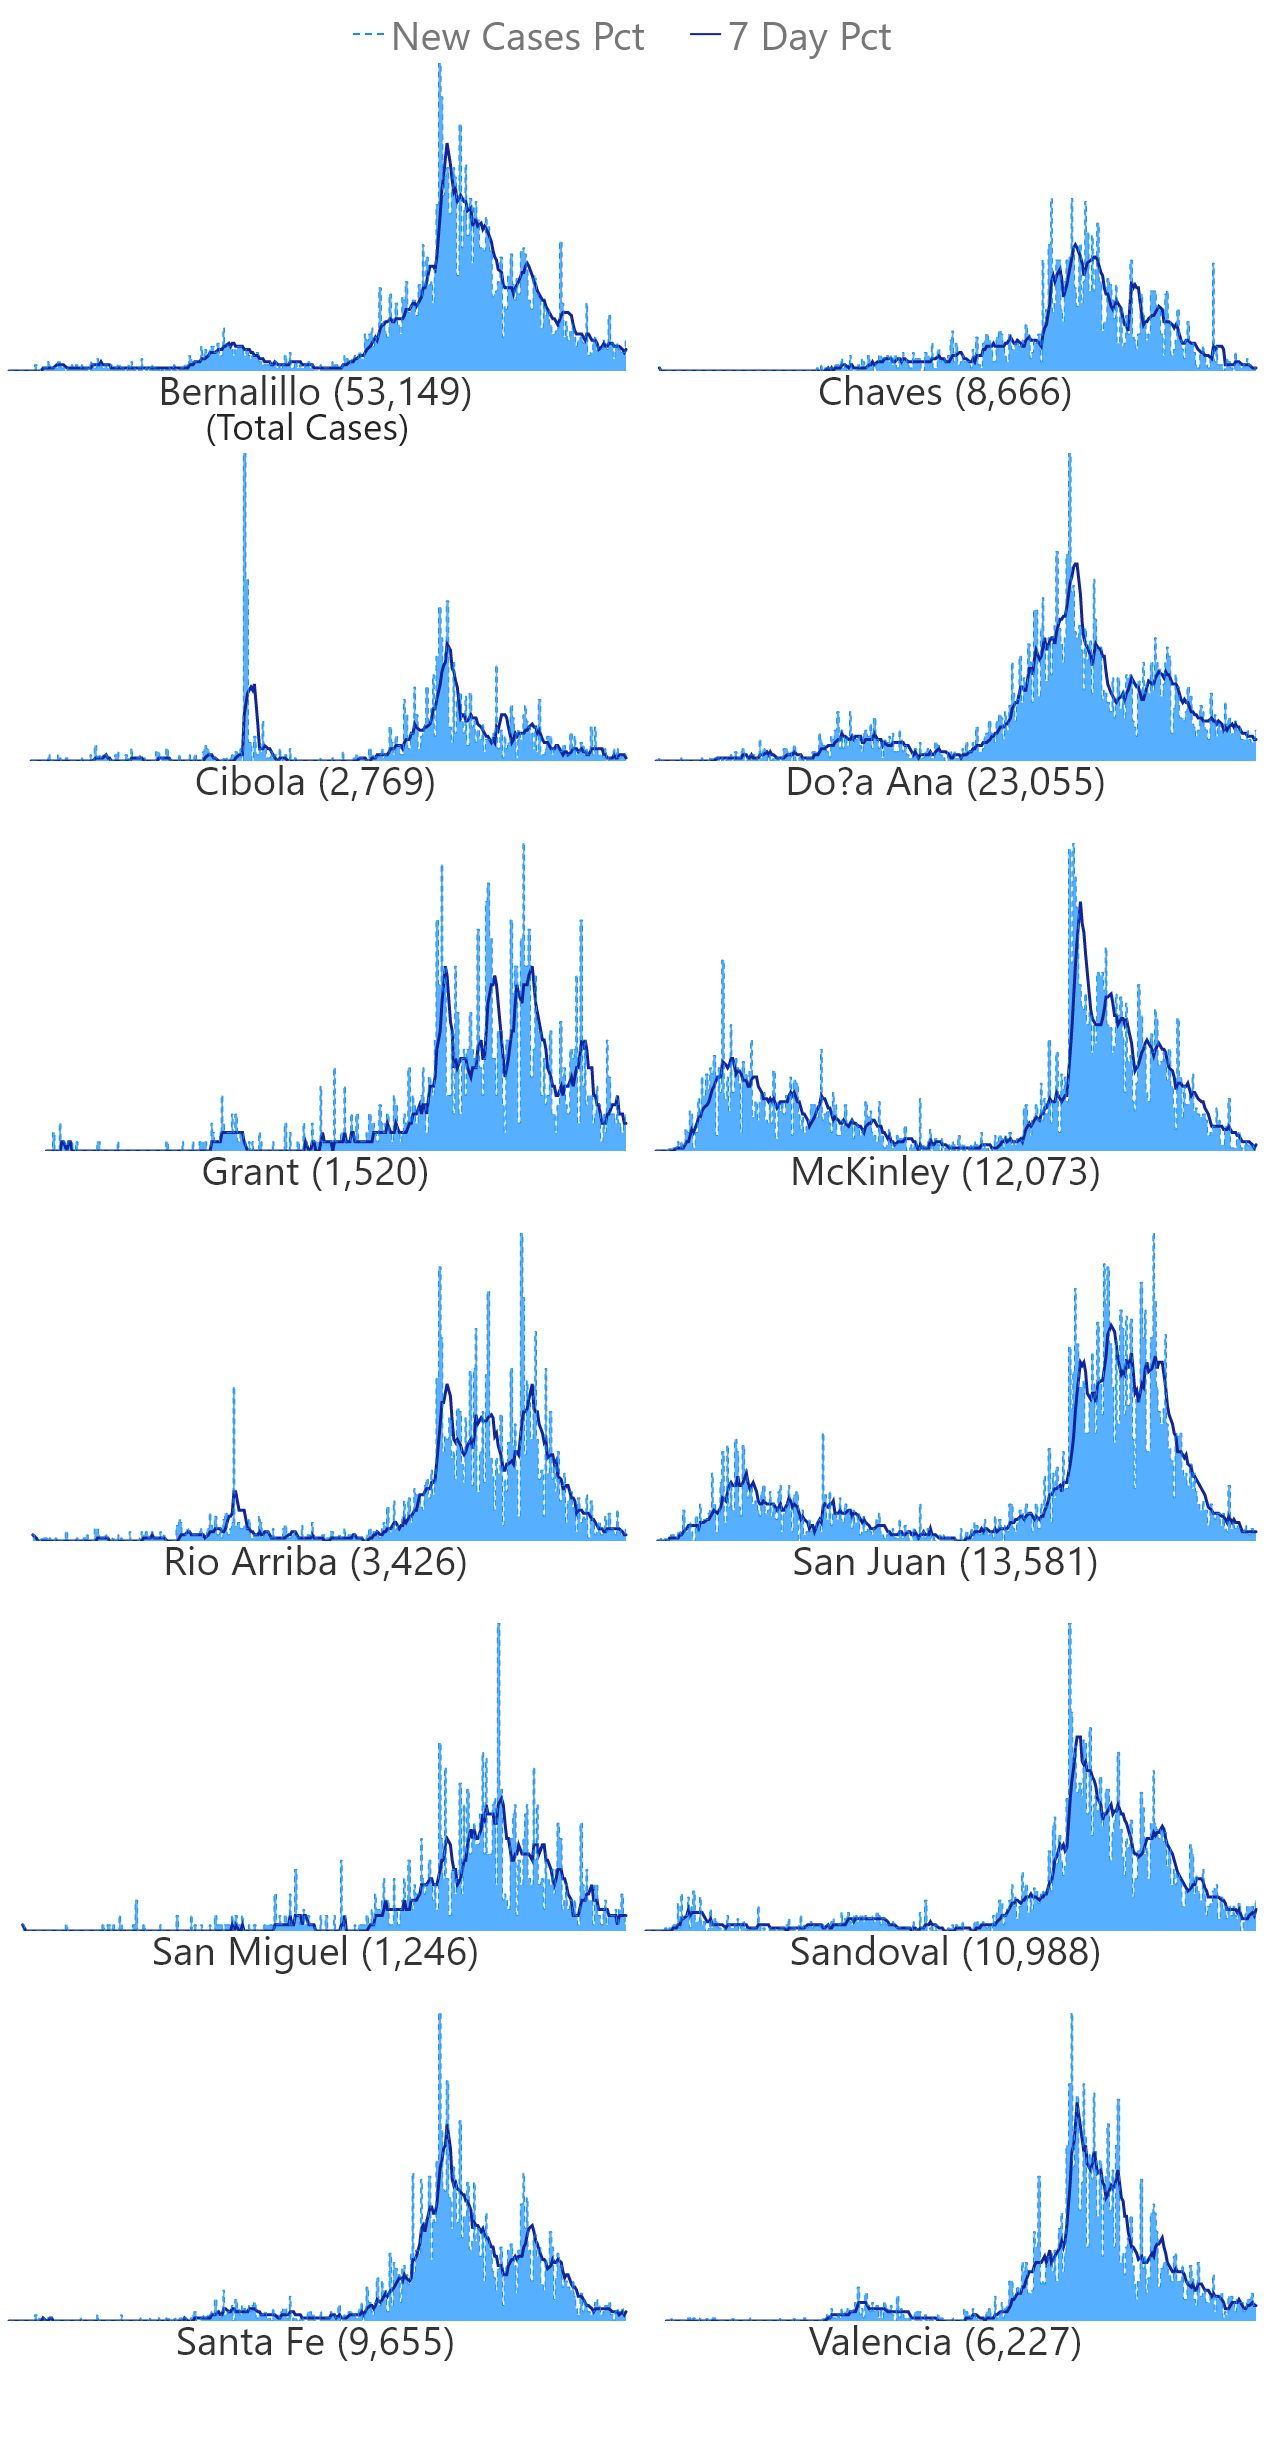 New Cases Pct 7 Day Pct
Bernalillo (53,149) Chaves (8,666)
(Total Cases)
Cibola (2,769) Do?a Ana (23,055)
Grant (1,520) McKinley (12,073)
Rio Arriba (3,426) San Juan (13,581)
San Miguel (1,246) Sandoval (10,988)
Santa Fe (9,655) Valencia (6,227)